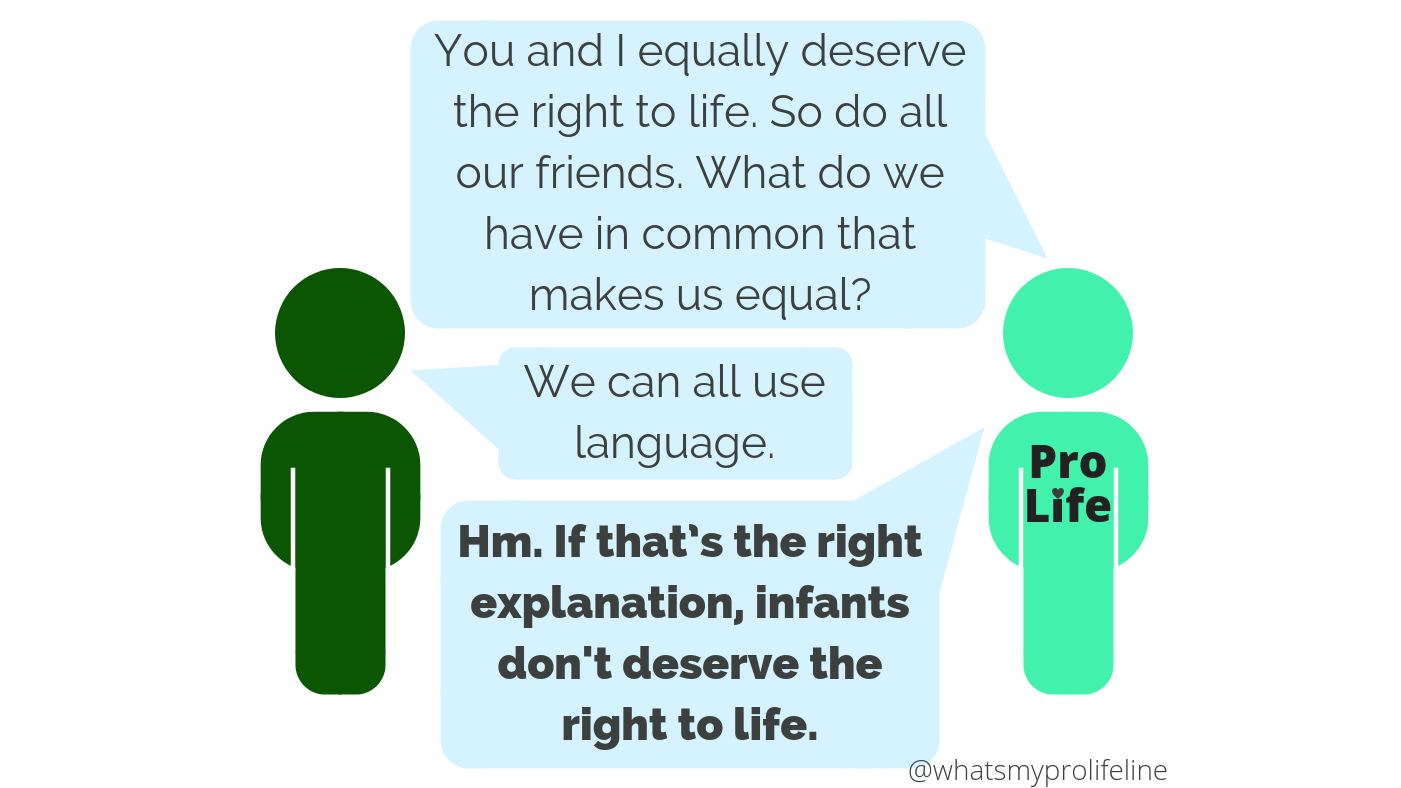 You and I equally deserve
the right to life. So do all
our friends. What do we
have in common that
makes us equal?
We can all use
language.
Pro
Life
Hm. If that’s the right
explanation, infants
don't deserve the
right to life.
@whatsmyprolifeline